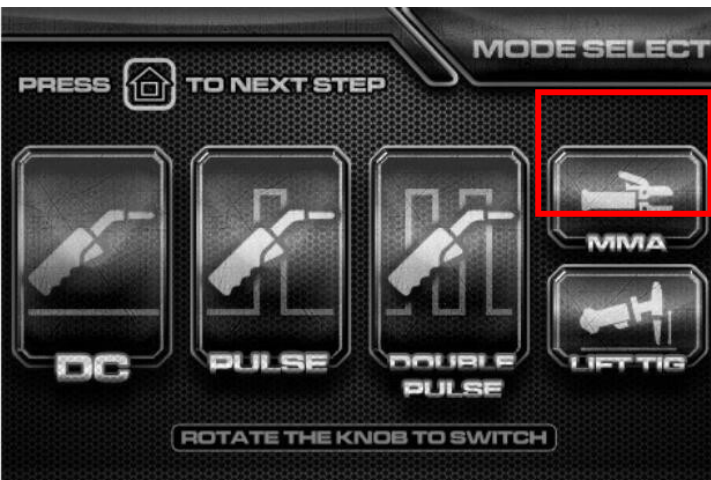 MODE SELECT
PRESS TO NEXT STEP
MMA
DC
PULSE
DOUBLE
PULSE
LIFT TIG
ROTATE THE KNOB TO SWITCH